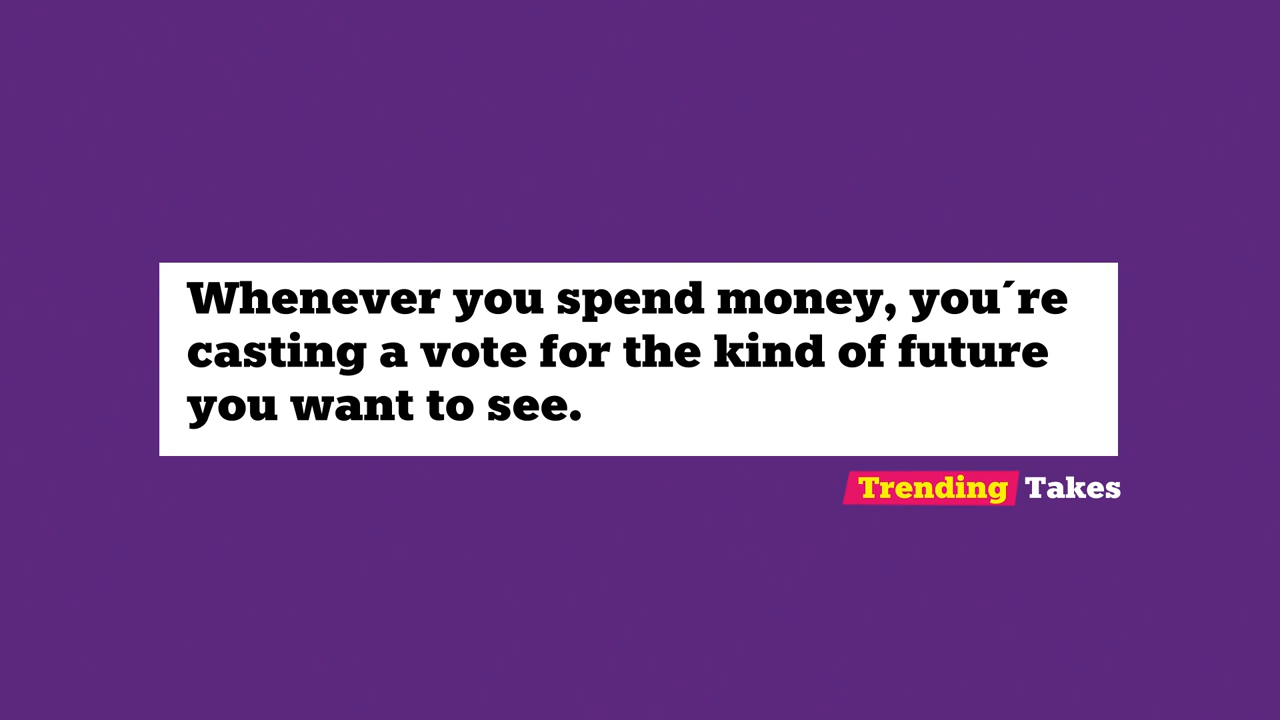 Whenever you spend money, you´re
casting a vote for the kind of future
you want to see.
Trending Takes